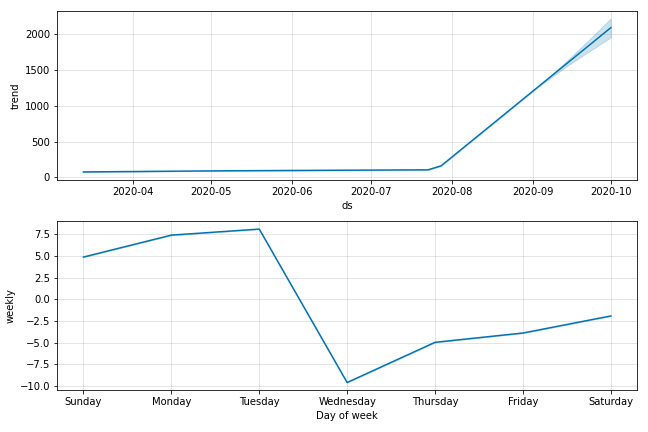 2000
1500
1000
500
0
trend
2020-04 2020-05 2020-06 2020-07 2020-08 2020-09 2020-10
ds
7.5
5.0
2.5
0.0
−2.5
−5.0
−7.5
−10.0
weekly
Sunday Monday Tuesday Wednesday Thursday Friday Saturday
Day of week